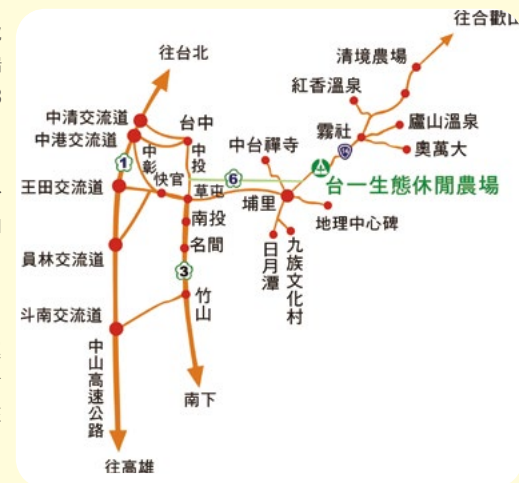 往合歡山
往台北
清境農場
紅香溫泉
中清交流道
台中
中港交流道
霧社
廬山溫泉
中台禪寺
奧萬大
中彰
中投
1
6
14
台一生態休閒農場
王田交流道
快官
草屯
埔里
地理中心碑
南投
名間
日月潭
九族文化村
員林交流道
3
竹山
斗南交流道
中山高速公路
南下
往高雄